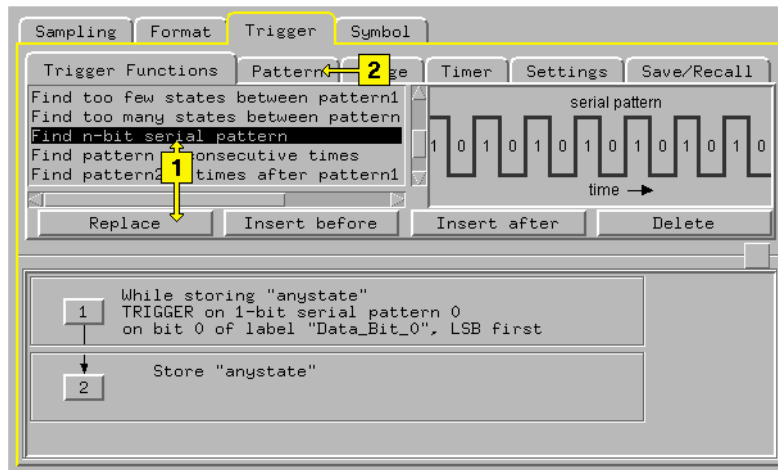 Sampling Format Trigger Symbol
Trigger Functions Pattern 2 Timer Settings Save/Recall
Find too few states between pattern1
Find too many states between pattern
Find n-bit serial pattern
Find pattern consecutive times
Find pattern2 times after pattern1
1
serial pattern
1 0 1 0 1 0 1 0 1 0 1 0 1 0
time
Replace Insert before Insert after Delete
1 While storing "anystate"
TRIGGER on 1-bit serial pattern 0
on bit 0 of label "Data_Bit_0", LSB first
2 Store "anystate"